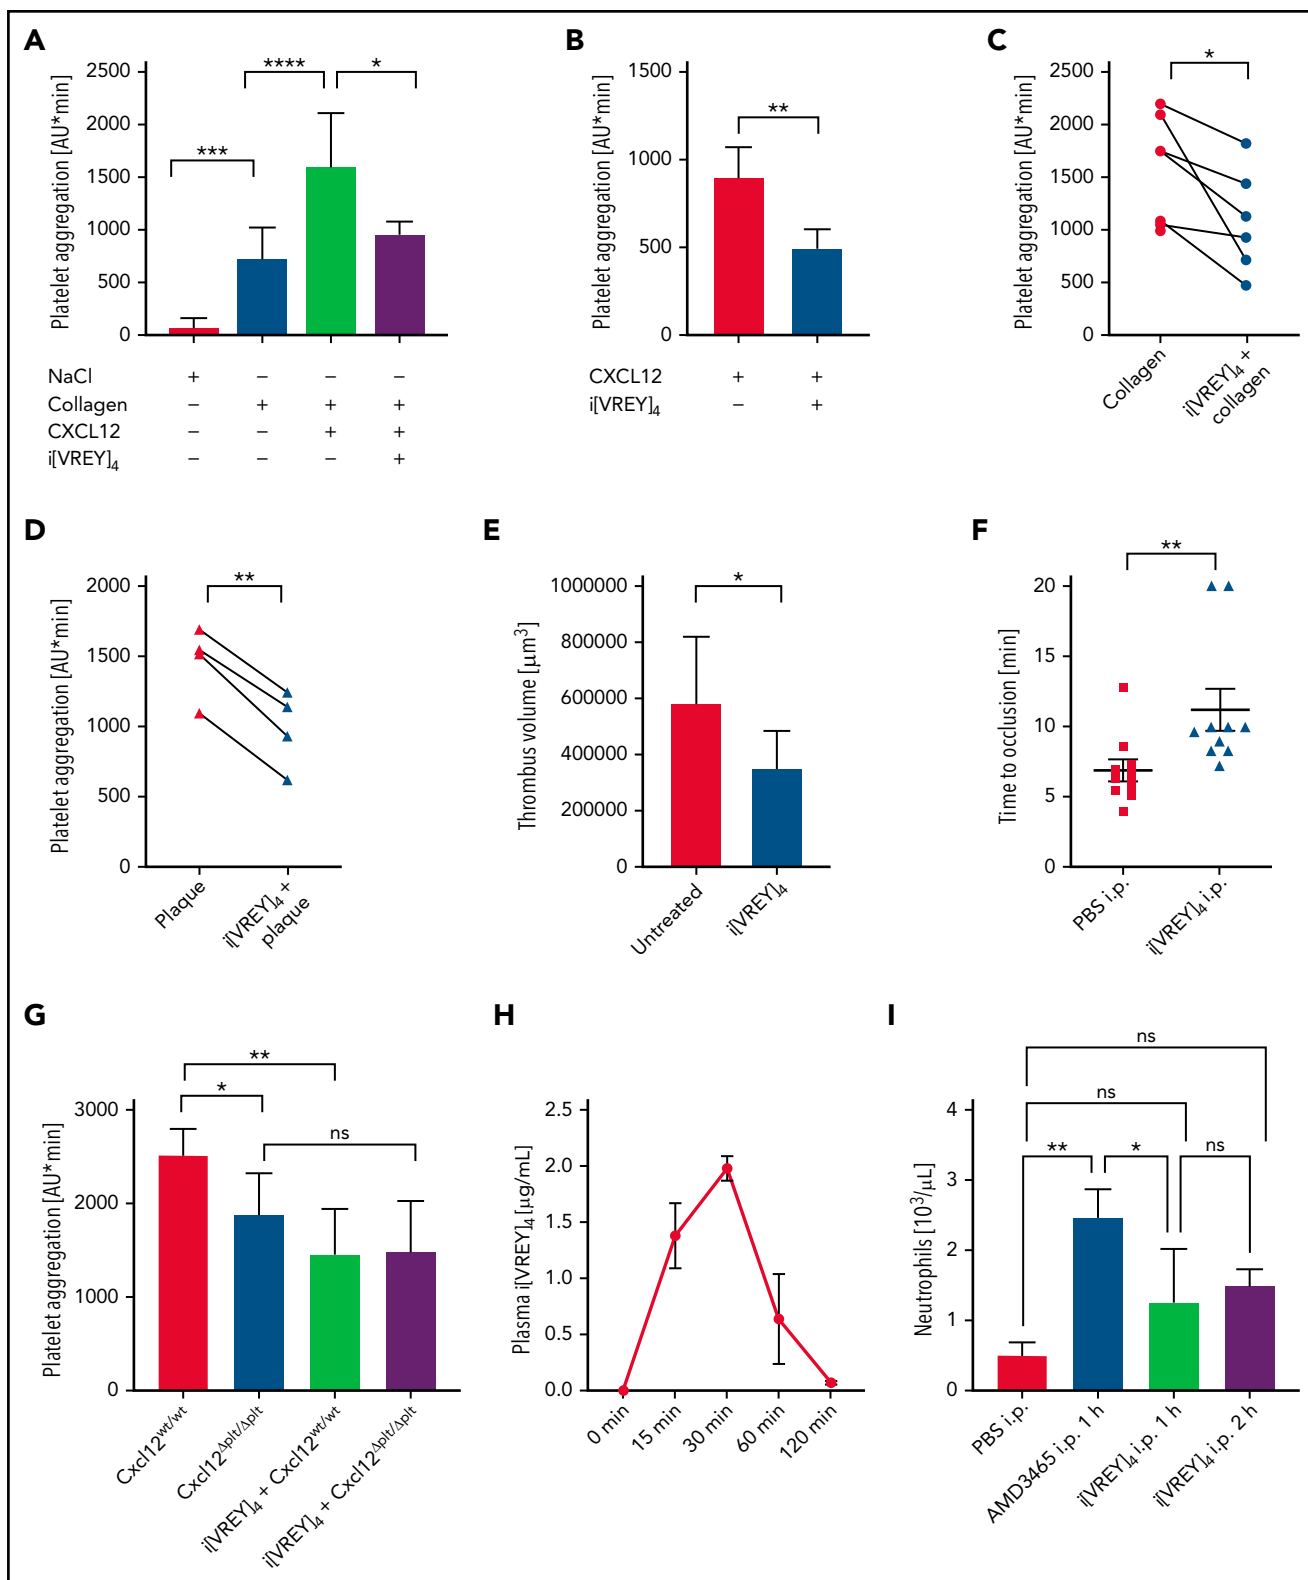 A
Platelet aggregation [AU*min]
2500
2000
1500
1000
500
0
***
****
*
NaCl + – – –
Collagen – + + +
CXCL12 – – + +
i[VREY]4 – – – +
B
Platelet aggregation [AU*min]
1500
1000
500
0
**
CXCL12 + +
i[VREY]4 – +
C
Platelet aggregation [AU*min]
2500
2000
1500
1000
500
0
*
Collagen
i[VREY]4 +
collagen
D
Platelet aggregation [AU*min]
2000
1500
1000
500
0
**
Plaque
i[VREY]4 +
plaque
E
Thrombus volume [μm³]
1000000
800000
600000
400000
200000
0
*
Untreated
i[VREY]4
F
Time to occlusion [min]
20
15
10
5
0
**
PBS i.p.
i[VREY]4 i.p.
G
Platelet aggregation [AU*min]
3000
2000
1000
0
**
*
ns
Cxcl12wt/wt
Cxcl12Δplt/Δplt
i[VREY]4 + Cxcl12wt/wt
i[VREY]4 + Cxcl12Δplt/Δplt
H
Plasma i[VREY]4 [μg/mL]
2.5
2.0
1.5
1.0
0.5
0.0
0 min
15 min
30 min
60 min
120 min
I
Neutrophils [10³/μL]
4
3
2
1
0
ns
ns
**
*
ns
PBS i.p.
AMD3465 i.p. 1 h
i[VREY]4 i.p. 1 h
i[VREY]4 i.p. 2 h